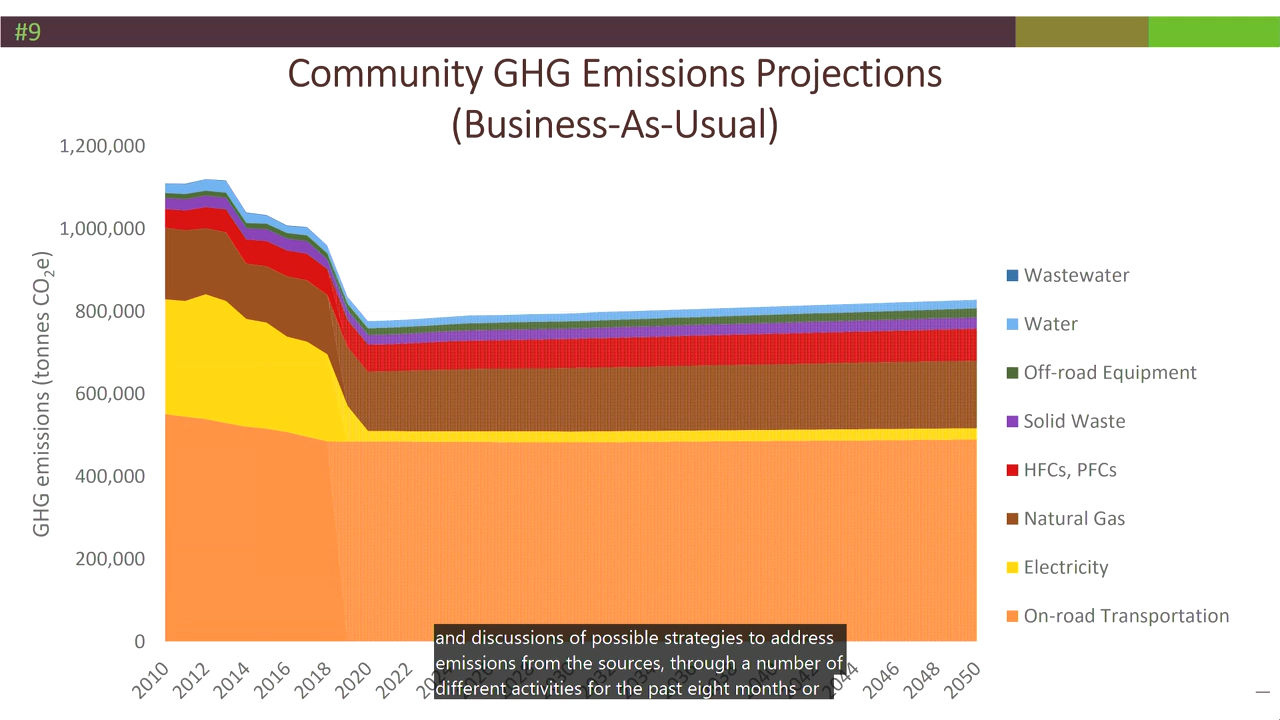 #9
Community GHG Emissions Projections
(Business-As-Usual)
1,200,000
1,000,000
800,000
600,000
400,000
200,000
0
GHG emissions (tonnes CO₂e)
2010
2012
2014
2016
2018
2020
2022
2044
2046
2048
2050
Wastewater
Water
Off-road Equipment
Solid Waste
HFCs, PFCs
Natural Gas
Electricity
On-road Transportation
and discussions of possible strategies to address
emissions from the sources, through a number of
different activities for the past eight months or